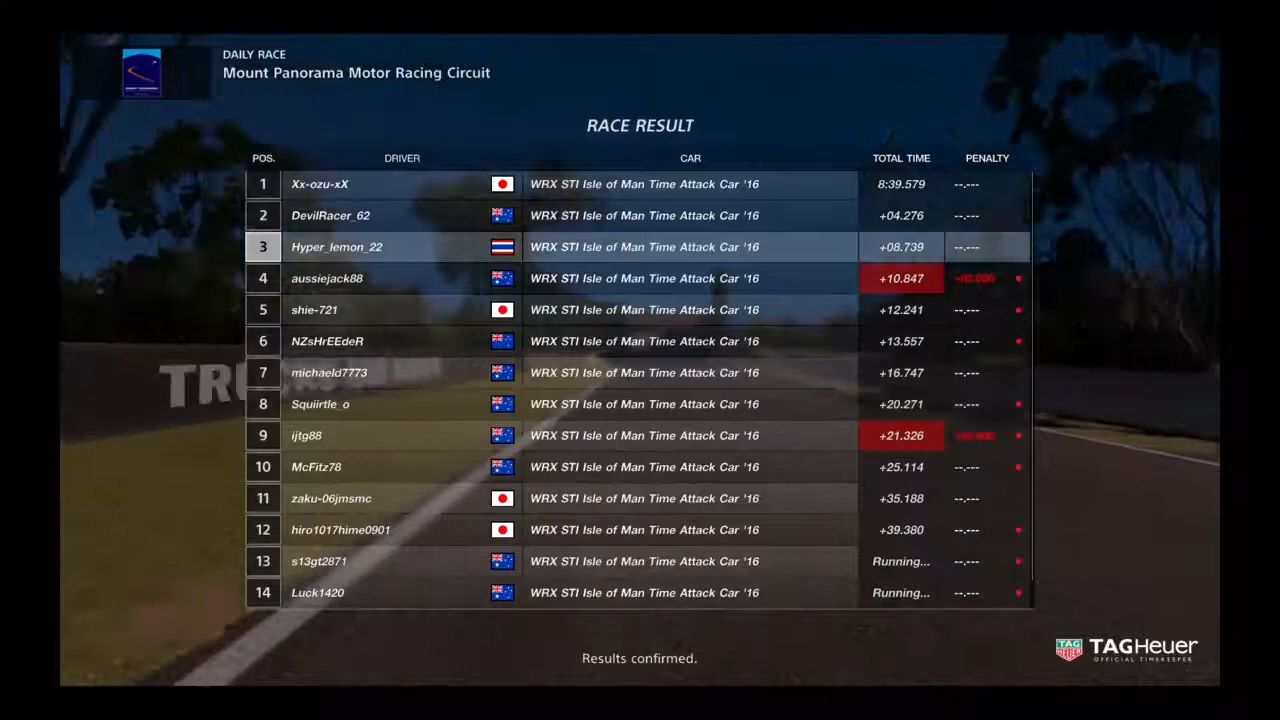 DAILY RACE
Mount Panorama Motor Racing Circuit
RACE RESULT
POS. DRIVER CAR TOTAL TIME PENALTY
1 Xx-ozu-xX WRX STI Isle of Man Time Attack Car '16 8:39.579 --.---
2 DevilRacer_62 WRX STI Isle of Man Time Attack Car '16 +04.276 --.---
3 Hyper_lemon_22 WRX STI Isle of Man Time Attack Car '16 +08.739 --.---
4 aussiejack88 WRX STI Isle of Man Time Attack Car '16 +10.847
5 shie-721 WRX STI Isle of Man Time Attack Car '16 +12.241 --.---
6 NZsHrEEdeR WRX STI Isle of Man Time Attack Car '16 +13.557 --.---
7 michaeld7773 WRX STI Isle of Man Time Attack Car '16 +16.747 --.---
8 Squiirtle_o WRX STI Isle of Man Time Attack Car '16 +20.271 --.---
9 ijtg88 WRX STI Isle of Man Time Attack Car '16 +21.326
10 McFitz78 WRX STI Isle of Man Time Attack Car '16 +25.114 --.---
11 zaku-06jmsmc WRX STI Isle of Man Time Attack Car '16 +35.188 --.---
12 hiro1017hime0901 WRX STI Isle of Man Time Attack Car '16 +39.380 --.---
13 s13gt2871 WRX STI Isle of Man Time Attack Car '16 Running... --.---
14 Luck1420 WRX STI Isle of Man Time Attack Car '16 Running... --.---
Results confirmed.
TAG HEUER TAGHeuer
OFFICIAL TIMEKEEPER